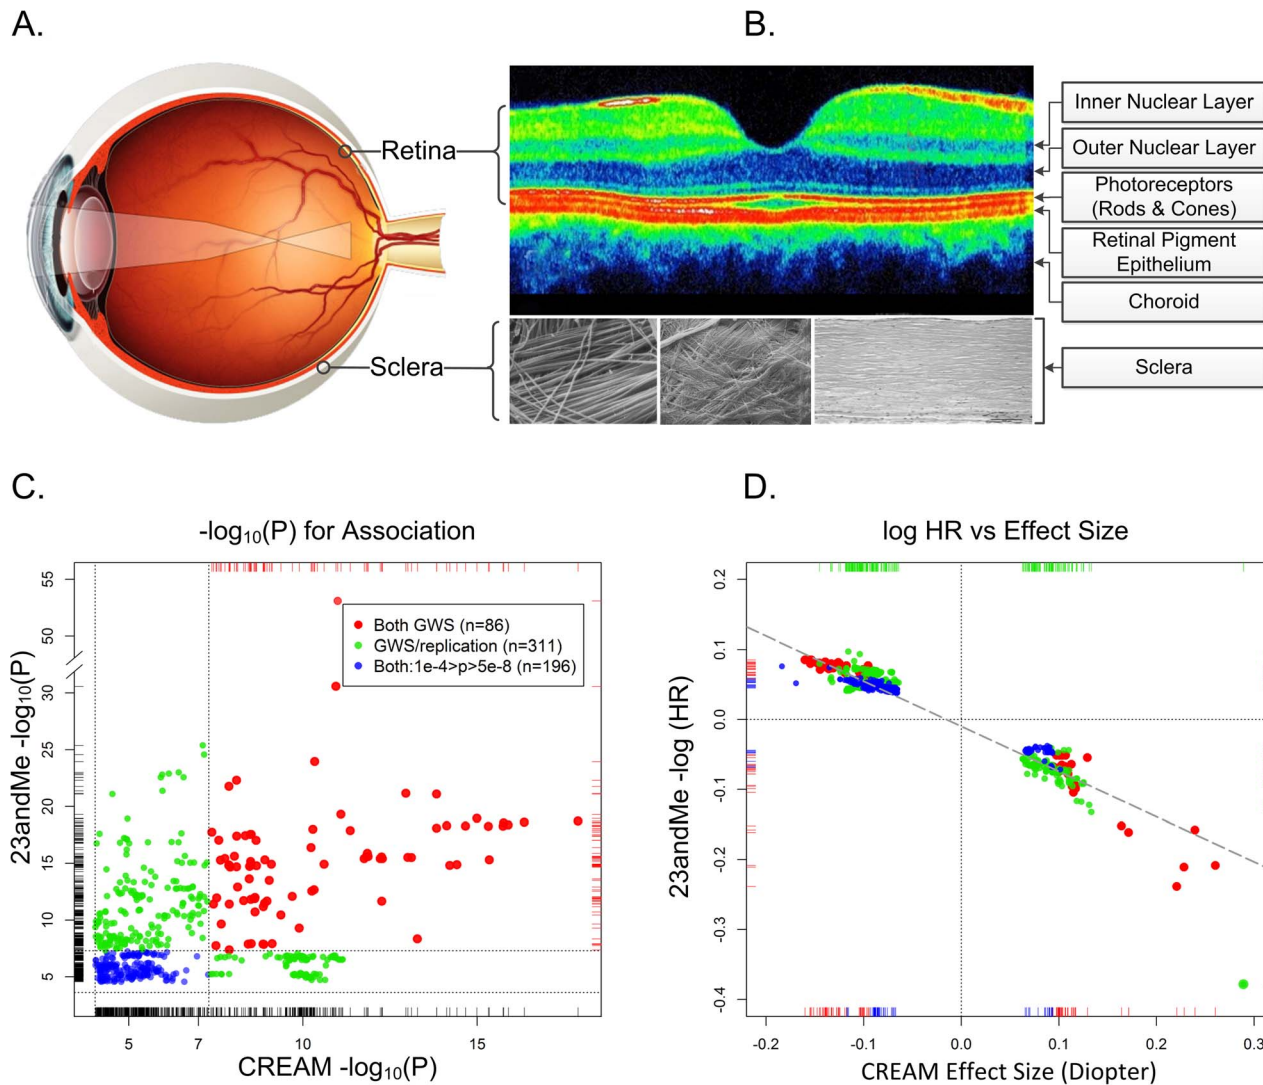 A.
B.
Retina
Sclera
Inner Nuclear Layer
Outer Nuclear Layer
Photoreceptors
(Rods & Cones)
Retinal Pigment
Epithelium
Choroid
Sclera
C.
-log₁₀(P) for Association
23andMe -log₁₀(P)
55
50
30
25
20
15
10
5
Both GWS (n=86)
GWS/replication (n=311)
Both:1e-4>p>5e-8 (n=196)
5
7
10
15
CREAM -log₁₀(P)
D.
log HR vs Effect Size
23andMe -log (HR)
0.2
0.1
0.0
-0.1
-0.2
-0.3
-0.4
-0.2
-0.1
0.0
0.1
0.2
0.3
CREAM Effect Size (Diopter)